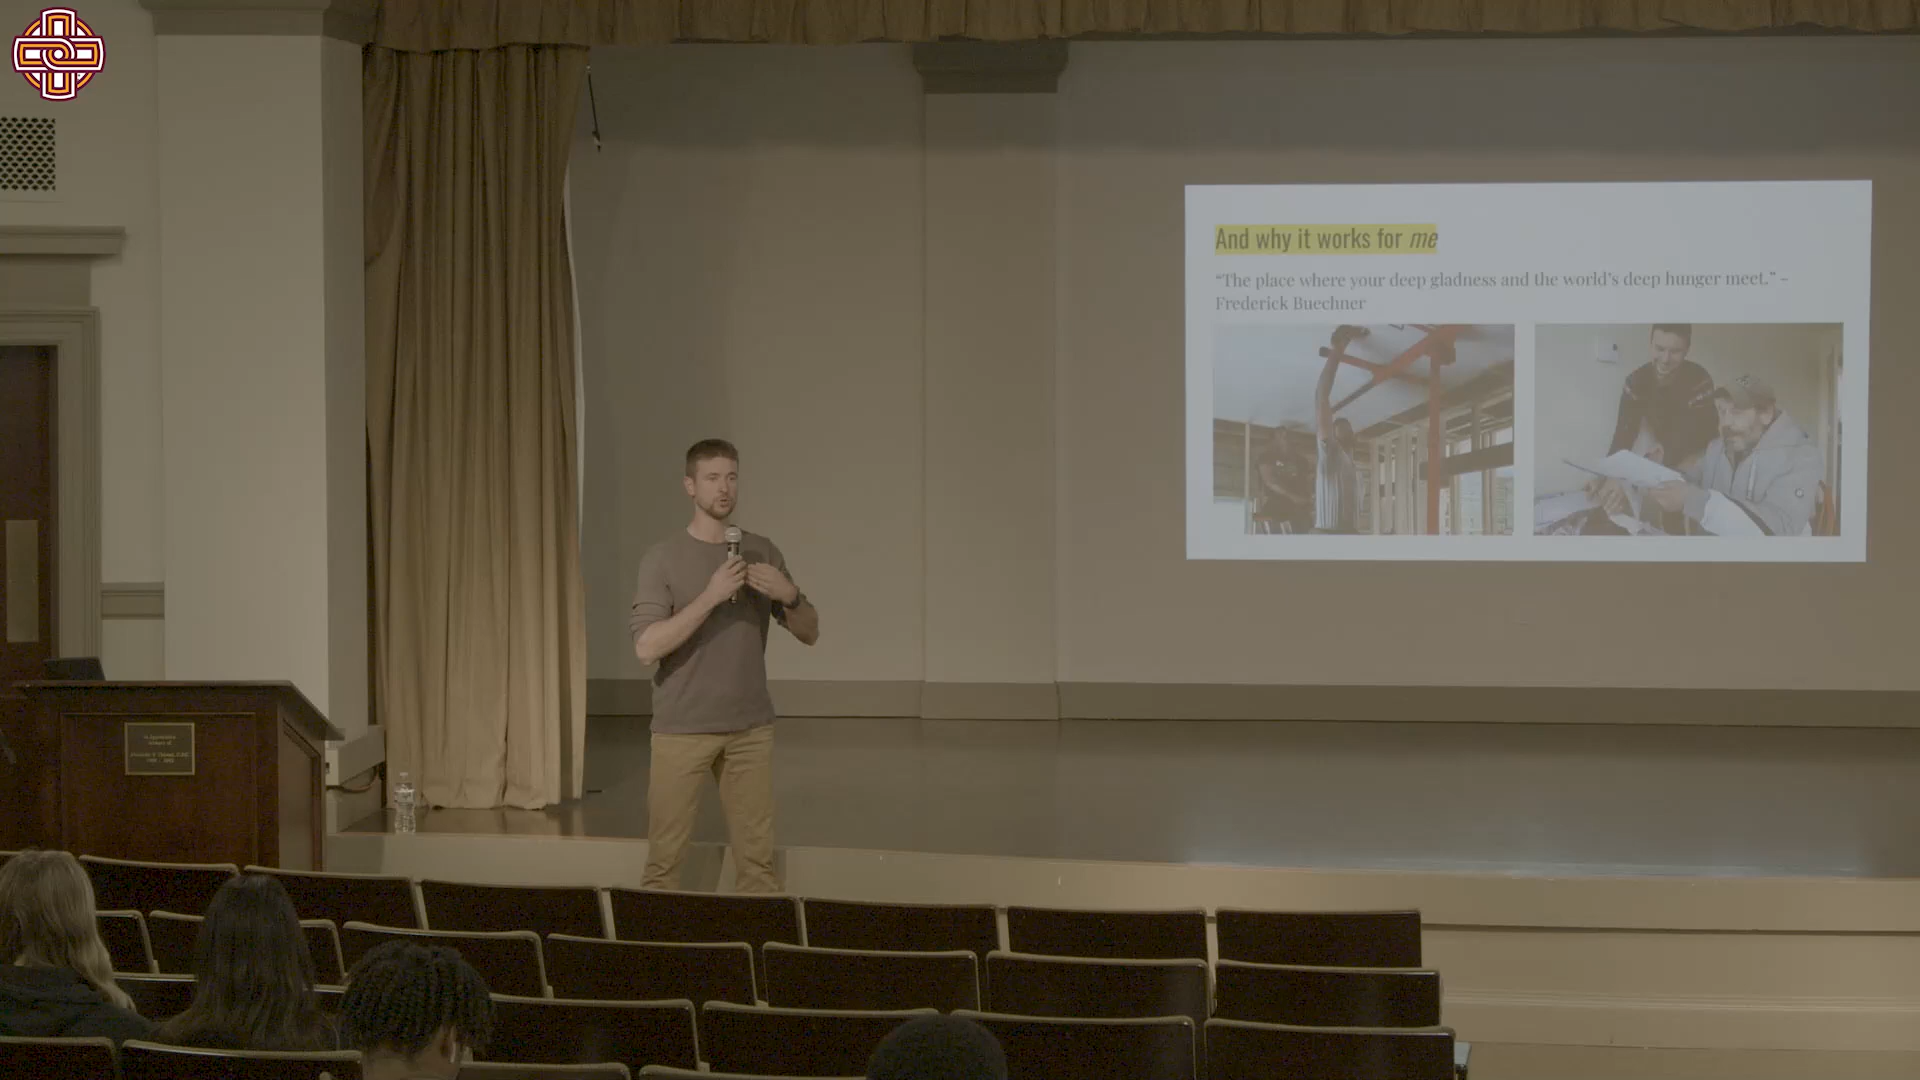 And why it works for me
“The place where your deep gladness and the world’s deep hunger meet.” –
Frederick Buechner